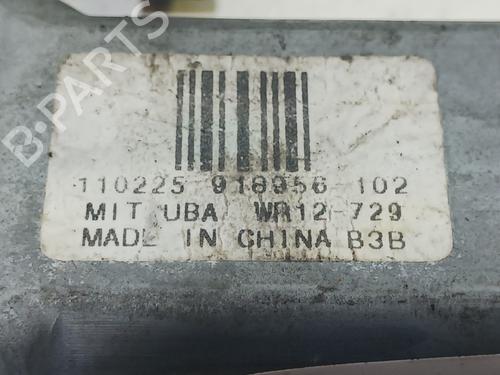 B-PARTS
110225 918956 102
MIT UBA WR12-729
MADE IN CHINA B3B